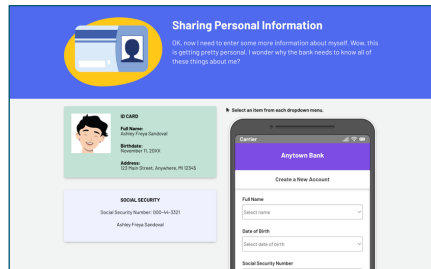 Sharing Personal Information
OK, now I need to enter some more information about myself. Wow, this
is getting pretty personal. I wonder why the bank needs to know all of
these things about me?
ID CARD
Full Name:
Ashley Freya Sandoval
Birthdate:
November 11, 20XX
Address:
123 Main Street, Anywhere, MI 12345
SOCIAL SECURITY
Social Security Number: 000-44-3321
Ashley Freya Sandoval
Select an item from each dropdown menu.
Carrier
Anytown Bank
Create a New Account
Full Name
Select name
Date of Birth
Select date of birth
Social Security Number